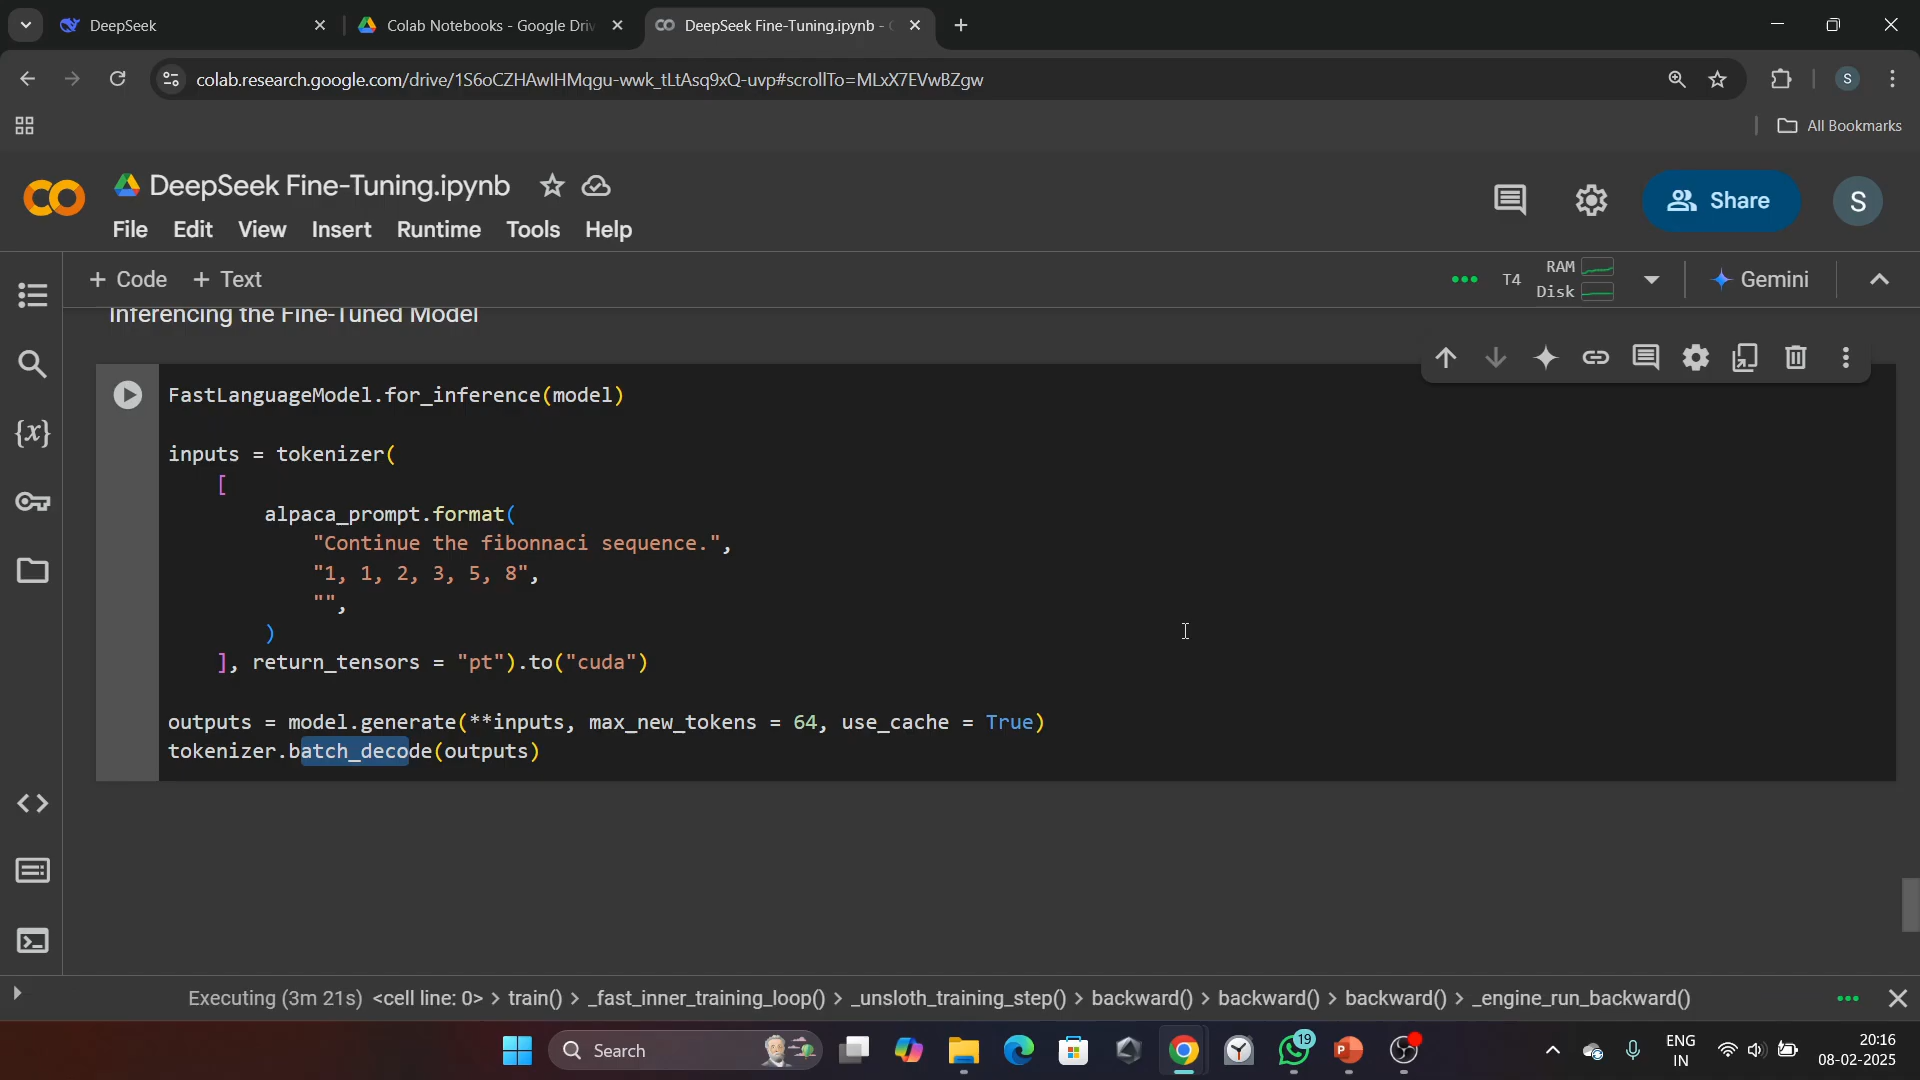 DeepSeek
Colab Notebooks - Google Driv
DeepSeek Fine-Tuning.ipynb -
colab.research.google.com/drive/1S6oCZHAwlHMqgu-wwk_tLtAsq9xQ-uvp#scrollTo=MLxX7EVwBZgw
S
All Bookmarks
CO DeepSeek Fine-Tuning.ipynb
Share
S
File Edit View Insert Runtime Tools Help
+ Code + Text
T4
RAM
Disk
Gemini
Inferencing the Fine-Tuned Model
{x}
FastLanguageModel.for_inference(model)
inputs = tokenizer(
[
alpaca_prompt.format(
"Continue the fibonnaci sequence.",
"1, 1, 2, 3, 5, 8",
"",
)
], return_tensors = "pt").to("cuda")
outputs = model.generate(**inputs, max_new_tokens = 64, use_cache = True)
tokenizer.batch_decode(outputs)
Executing (3m 21s) <cell line: 0> > train() > _fast_inner_training_loop() > _unsloth_training_step() > backward() > backward() > backward() > _engine_run_backward()
Search
19
ENG
IN
20:16
08-02-2025